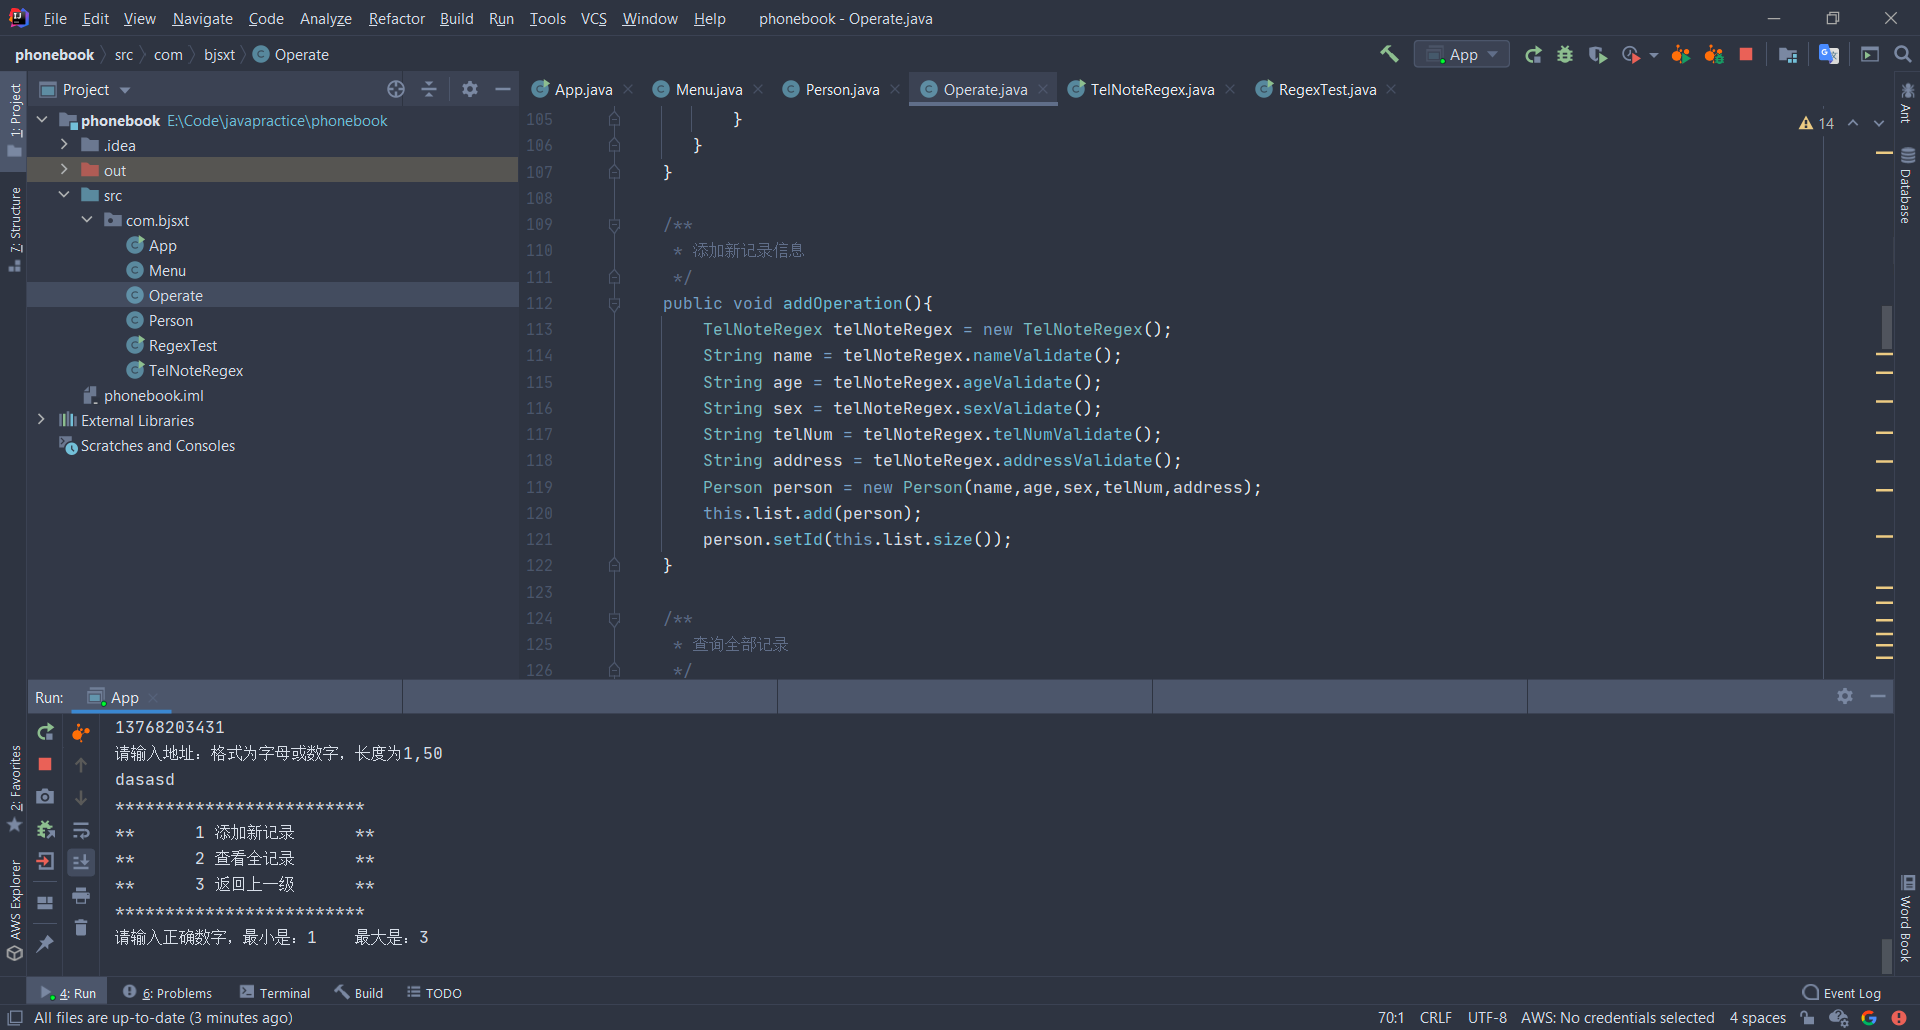 File Edit View Navigate Code Analyze Refactor Build Run Tools VCS Window Help phonebook - Operate.java
phonebook src com bjsxt Operate
App
1: Project
7: Structure
2: Favorites
AWS Explorer
Project
phonebook E:\Code\javapractice\phonebook
.idea
out
src
com.bjsxt
App
Menu
Operate
Person
RegexTest
TelNoteRegex
phonebook.iml
External Libraries
Scratches and Consoles
App.java Menu.java Person.java Operate.java TelNoteRegex.java RegexTest.java
14
105 }
106 }
107 }
108
109 /**
110 * 添加新记录信息
111 */
112 public void addOperation(){
113 TelNoteRegex telNoteRegex = new TelNoteRegex();
114 String name = telNoteRegex.nameValidate();
115 String age = telNoteRegex.ageValidate();
116 String sex = telNoteRegex.sexValidate();
117 String telNum = telNoteRegex.telNumValidate();
118 String address = telNoteRegex.addressValidate();
119 Person person = new Person(name,age,sex,telNum,address);
120 this.list.add(person);
121 person.setId(this.list.size());
122 }
123
124 /**
125 * 查询全部记录
126 */
Ant
Database
Word Book
Run: App
13768203431
请输入地址：格式为字母或数字，长度为1,50
dasasd
*************************
** 1 添加新记录 **
** 2 查看全记录 **
** 3 返回上一级 **
*************************
请输入正确数字，最小是：1 最大是：3
4: Run 6: Problems Terminal Build TODO Event Log
All files are up-to-date (3 minutes ago) 70:1 CRLF UTF-8 AWS: No credentials selected 4 spaces